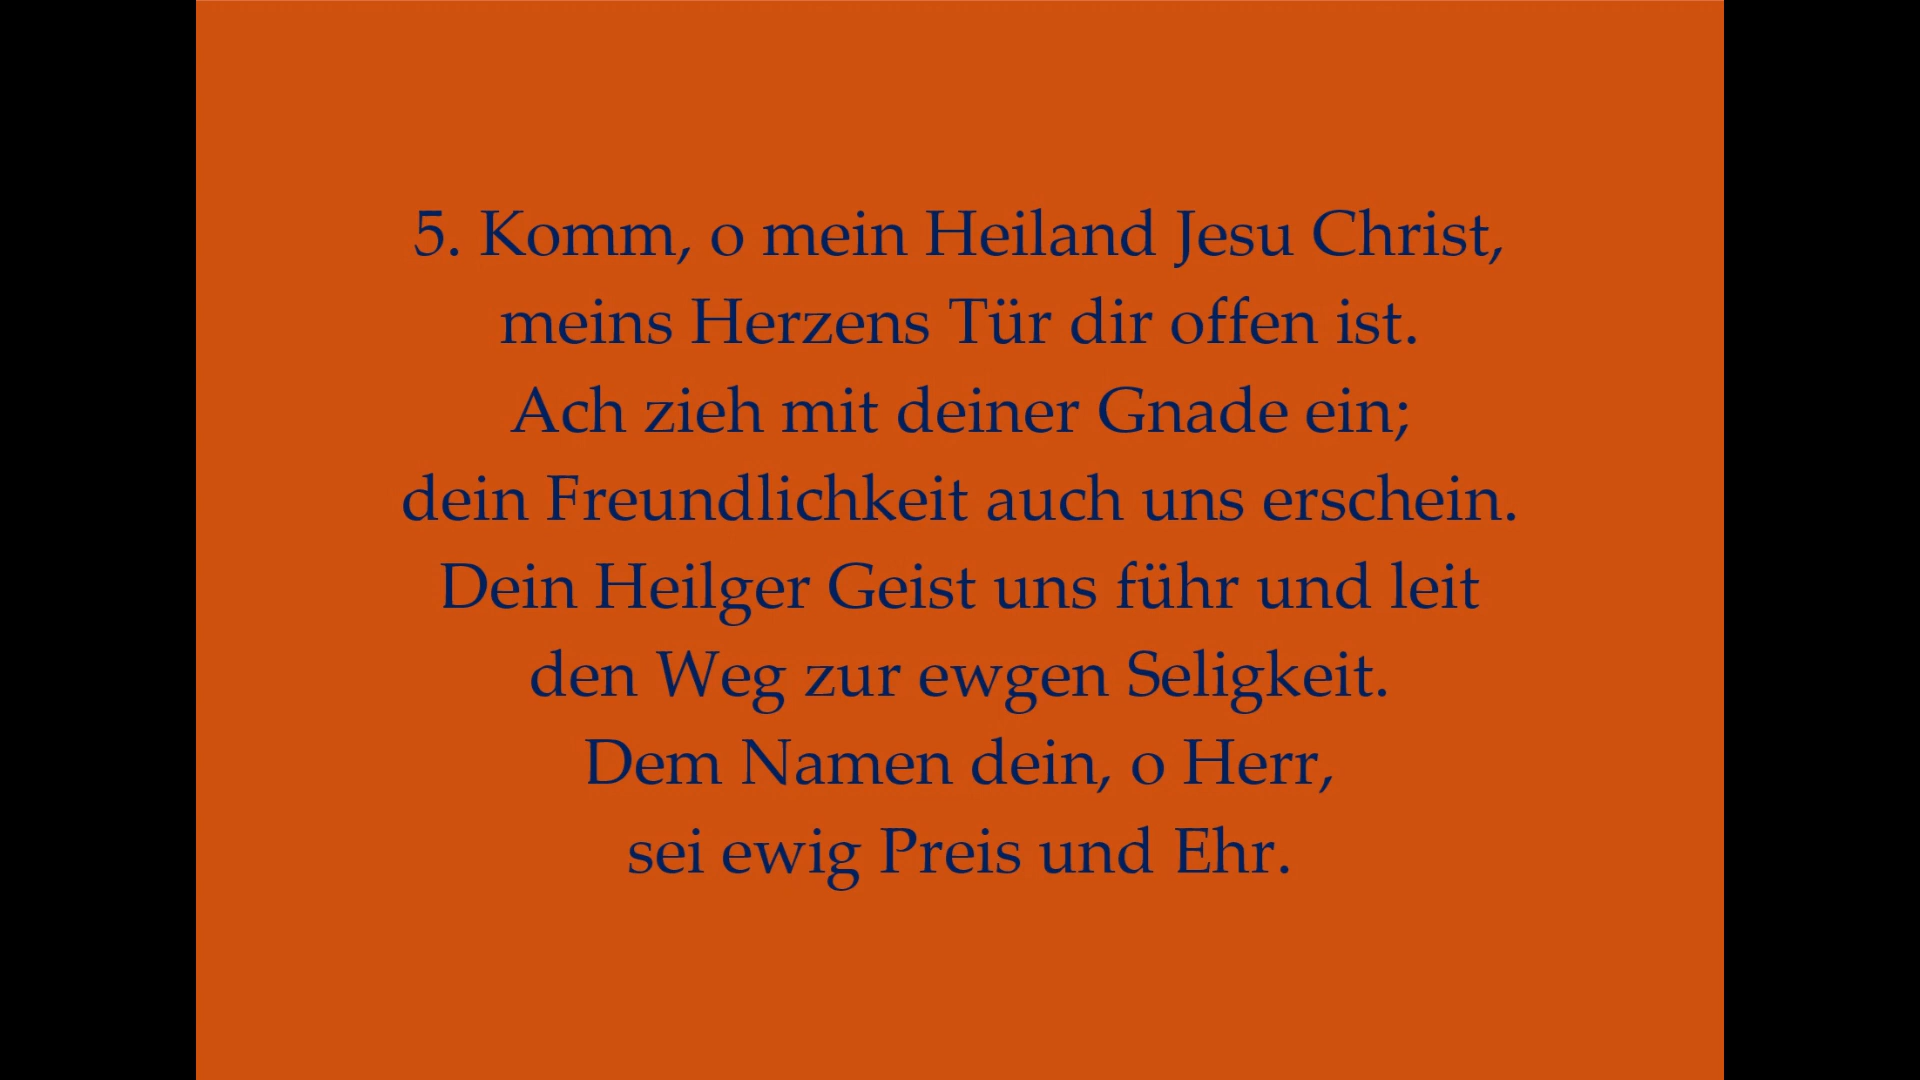 5. Komm, o mein Heiland Jesu Christ,
meins Herzens Tür dir offen ist.
Ach zieh mit deiner Gnade ein;
dein Freundlichkeit auch uns erschein.
Dein Heilger Geist uns führ und leit
den Weg zur ewgen Seligkeit.
Dem Namen dein, o Herr,
sei ewig Preis und Ehr.